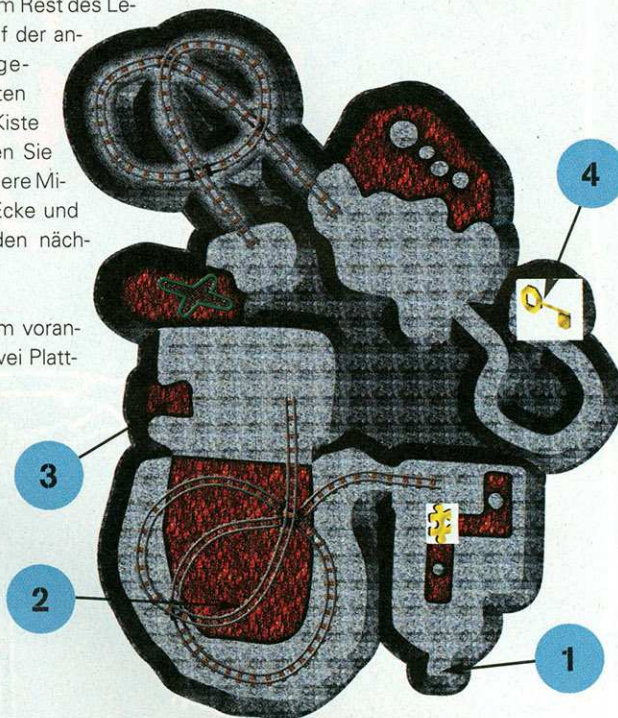 m Rest des Le-
f der an-
ge-
ten
Kiste
en Sie
ere Mi-
Ecke und
den näch-
m voran-
vei Platt-
4
3
2
1